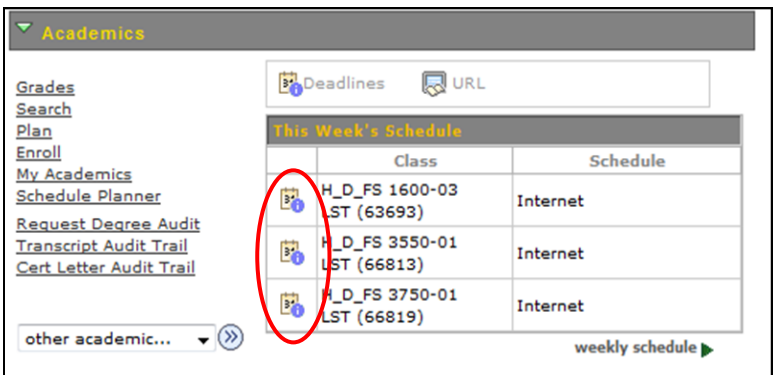 Academics
Grades
Search
Plan
Enroll
My Academics
Schedule Planner
Request Degree Audit
Transcript Audit Trail
Cert Letter Audit Trail
other academic...
Deadlines URL
This Week's Schedule
Class Schedule
H_D_FS 1600-03 
LST (63693)
Internet
H_D_FS 3550-01
LST (66813)
Internet
H_D_FS 3750-01
LST (66819)
Internet
weekly schedule